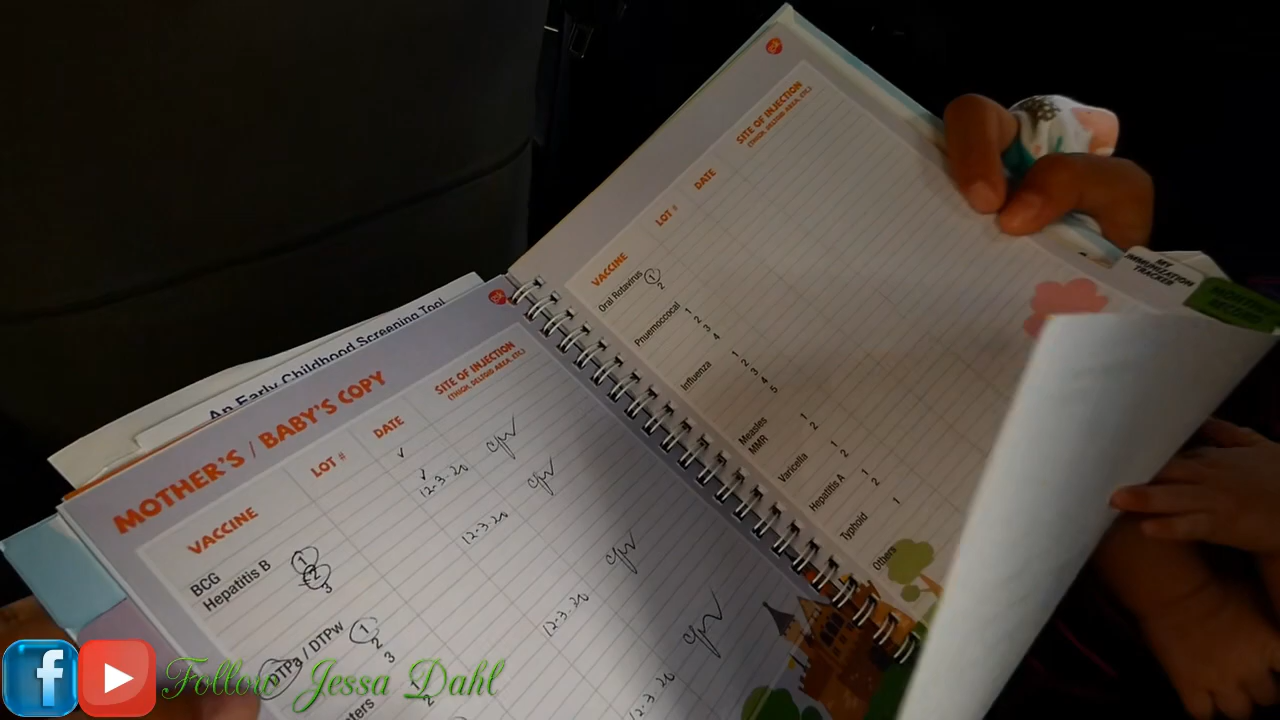 An Early Childhood Screening Tool
MOTHER'S / BABY'S COPY
VACCINE LOT # DATE SITE OF INJECTION
(THIGH, DELTOID AREA, ETC.)
BCG ✓
Hepatitis B 1 ✓
2 12.3.20
3
12.3.20
DTPa / DTPw 1
2
3
12.3.20
2
12.3.20
VACCINE LOT # DATE SITE OF INJECTION
(THIGH, DELTOID AREA, ETC.)
Oral Rotavirus 1
2
Pnuemoccocal 1
2
3
4
Influenza 1
2
3
4
5
Measles
MMR 1
2
Varicella 1
2
Hepatitis A 1
2
Typhoid 1
Others
MY
IMMUNIZATION
TRACKER
Follow Jessa Dahl